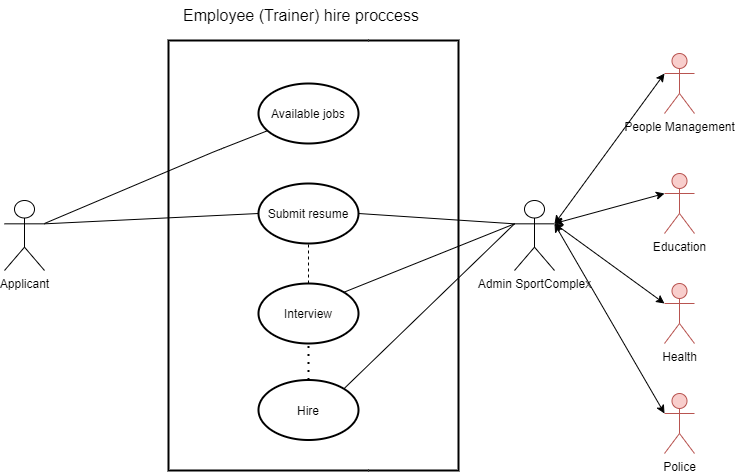 Employee (Trainer) hire proccess
Available jobs
Submit resume
Interview
Hire
Applicant
Admin SportComplex
People Management
Education
Health
Police